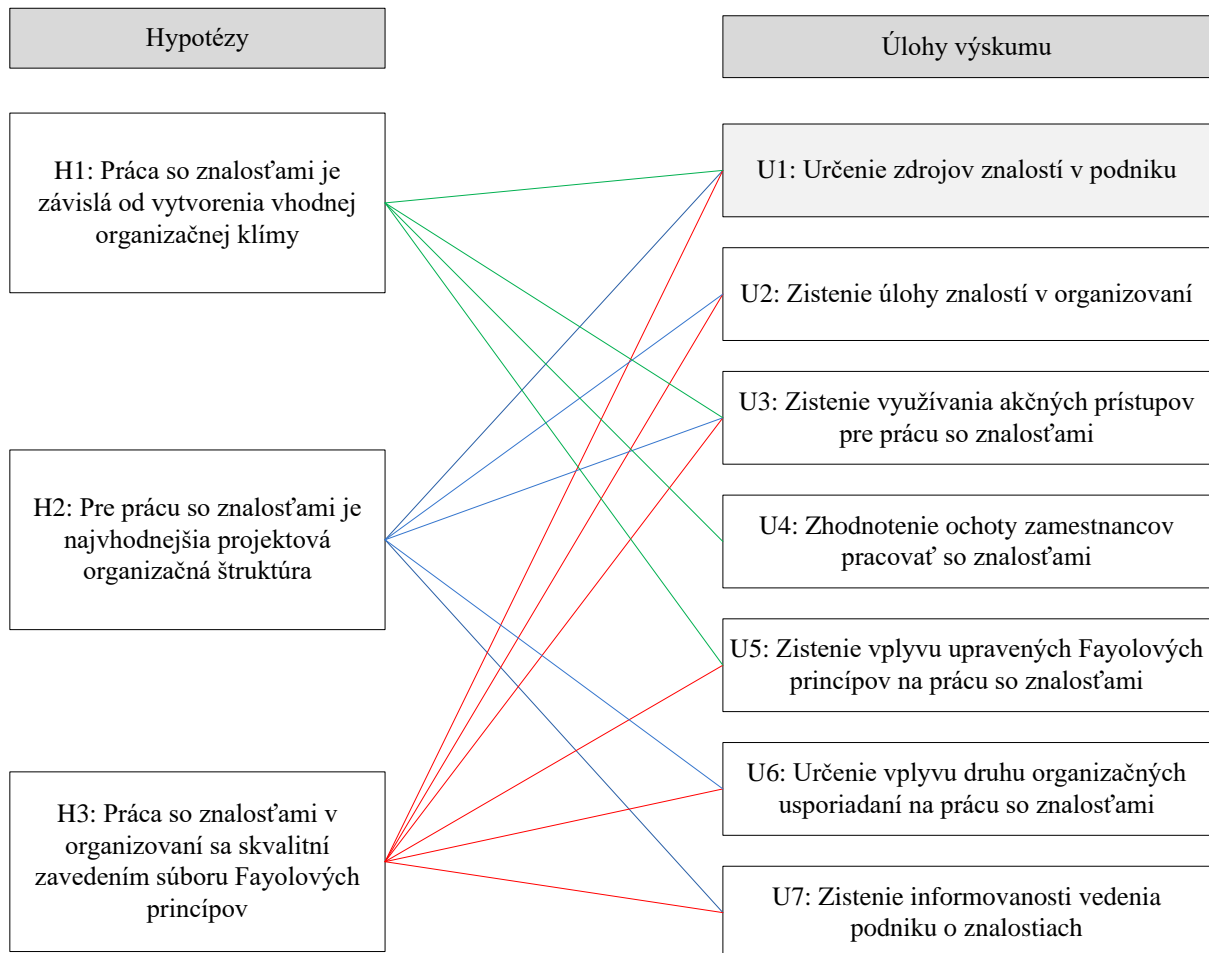 Hypotézy
H1: Práca so znalosťami je
závislá od vytvorenia vhodnej
organizačnej klímy
H2: Pre prácu so znalosťami je
najvhodnejšia projektová
organizačná štruktúra
H3: Práca so znalosťami v
organizovaní sa skvalitní
zavedením súboru Fayolových
princípov
Úlohy výskumu
U1: Určenie zdrojov znalostí v podniku
U2: Zistenie úlohy znalostí v organizovaní
U3: Zistenie využívania akčných prístupov
pre prácu so znalosťami
U4: Zhodnotenie ochoty zamestnancov
pracovať so znalosťami
U5: Zistenie vplyvu upravených Fayolových
princípov na prácu so znalosťami
U6: Určenie vplyvu druhu organizačných
usporiadaní na prácu so znalosťami
U7: Zistenie informovanosti vedenia
podniku o znalostiach